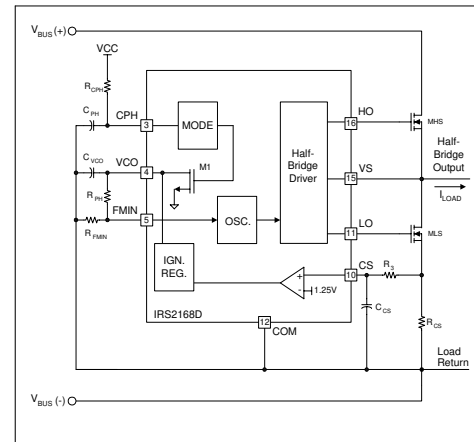 VBUS (+)
VCC
RCPH
CPH
CPH
3
MODE
CVCO
VCO
4
M1
RPH
FMIN
5
RFMIN
OSC.
IGN.
REG.
Half-
Bridge
Driver
HO
16
MHS
VS
15
Half-
Bridge
Output
ILOAD
LO
11
MLS
CS
10
R3
+
-
1.25V
CCS
RCS
IRS2168D
12
COM
Load
Return
VBUS (-)